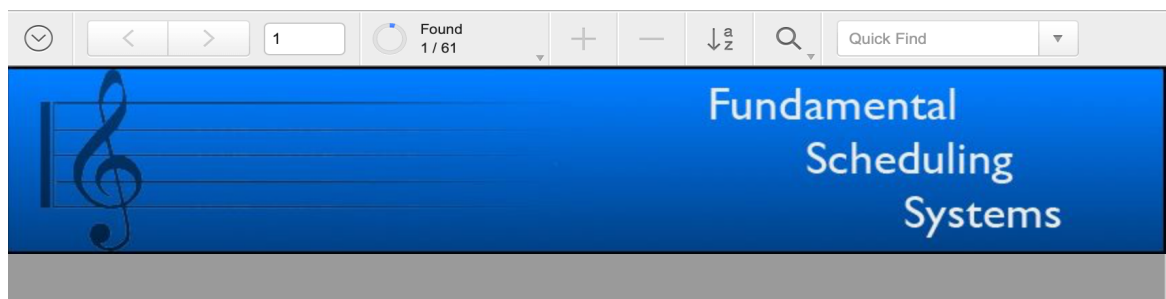 1
Found
1 / 61
a
z
Quick Find
Fundamental
Scheduling
Systems